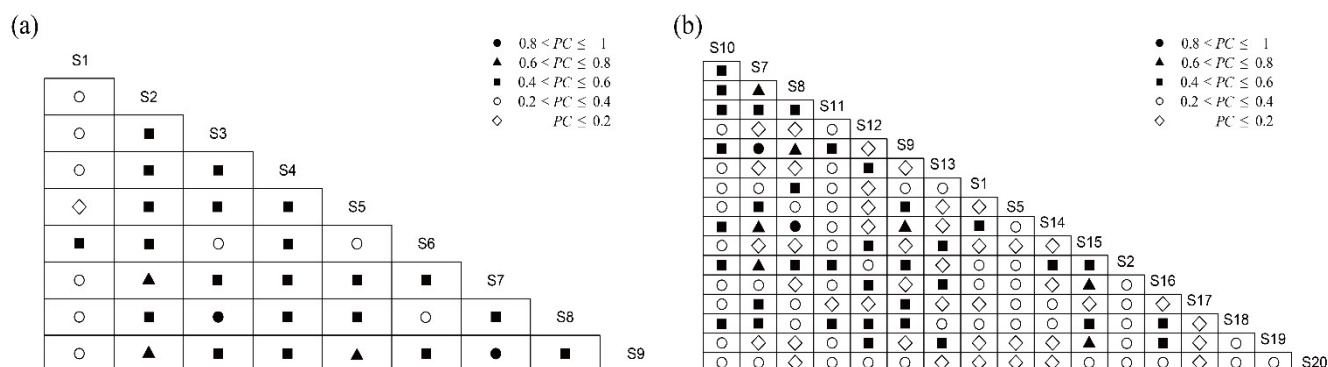 (a)
● 0.8 < PC ≤ 1
▲ 0.6 < PC ≤ 0.8
■ 0.4 < PC ≤ 0.6
○ 0.2 < PC ≤ 0.4
◇ PC ≤ 0.2
S1
S2
S3
S4
S5
S6
S7
S8
S9
(b)
● 0.8 < PC ≤ 1
▲ 0.6 < PC ≤ 0.8
■ 0.4 < PC ≤ 0.6
○ 0.2 < PC ≤ 0.4
◇ PC ≤ 0.2
S10
S7
S8
S11
S12
S9
S13
S1
S5
S14
S15
S2
S16
S17
S18
S19
S20